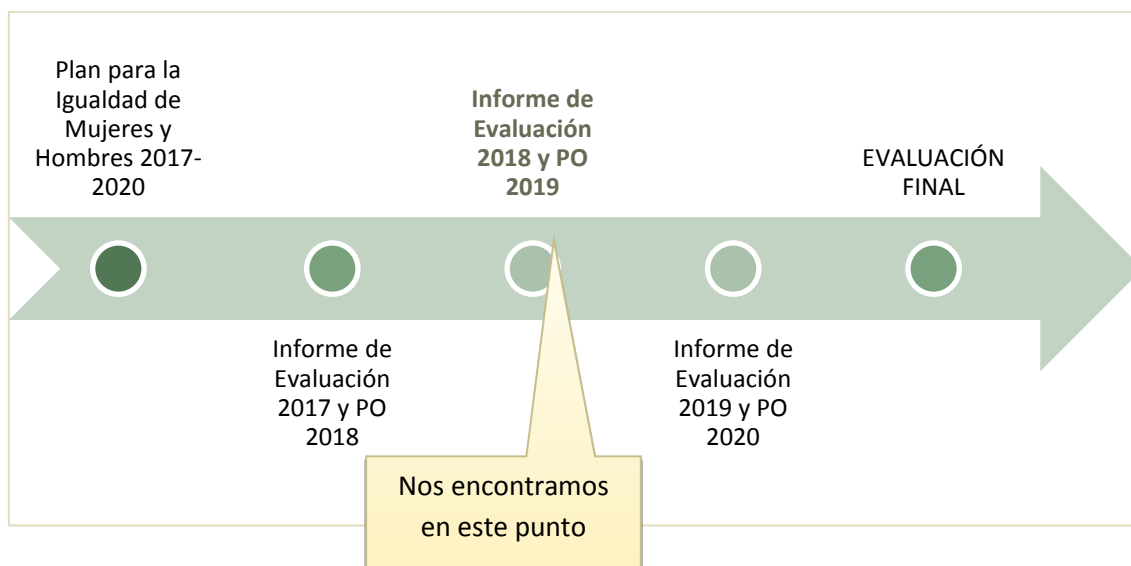 Plan para la
Igualdad de
Mujeres y
Hombres 2017-
2020
Informe de
Evaluación
2017 y PO
2018
Informe de
Evaluación
2018 y PO
2019
Informe de
Evaluación
2019 y PO
2020
EVALUACIÓN
FINAL
Nos encontramos
en este punto